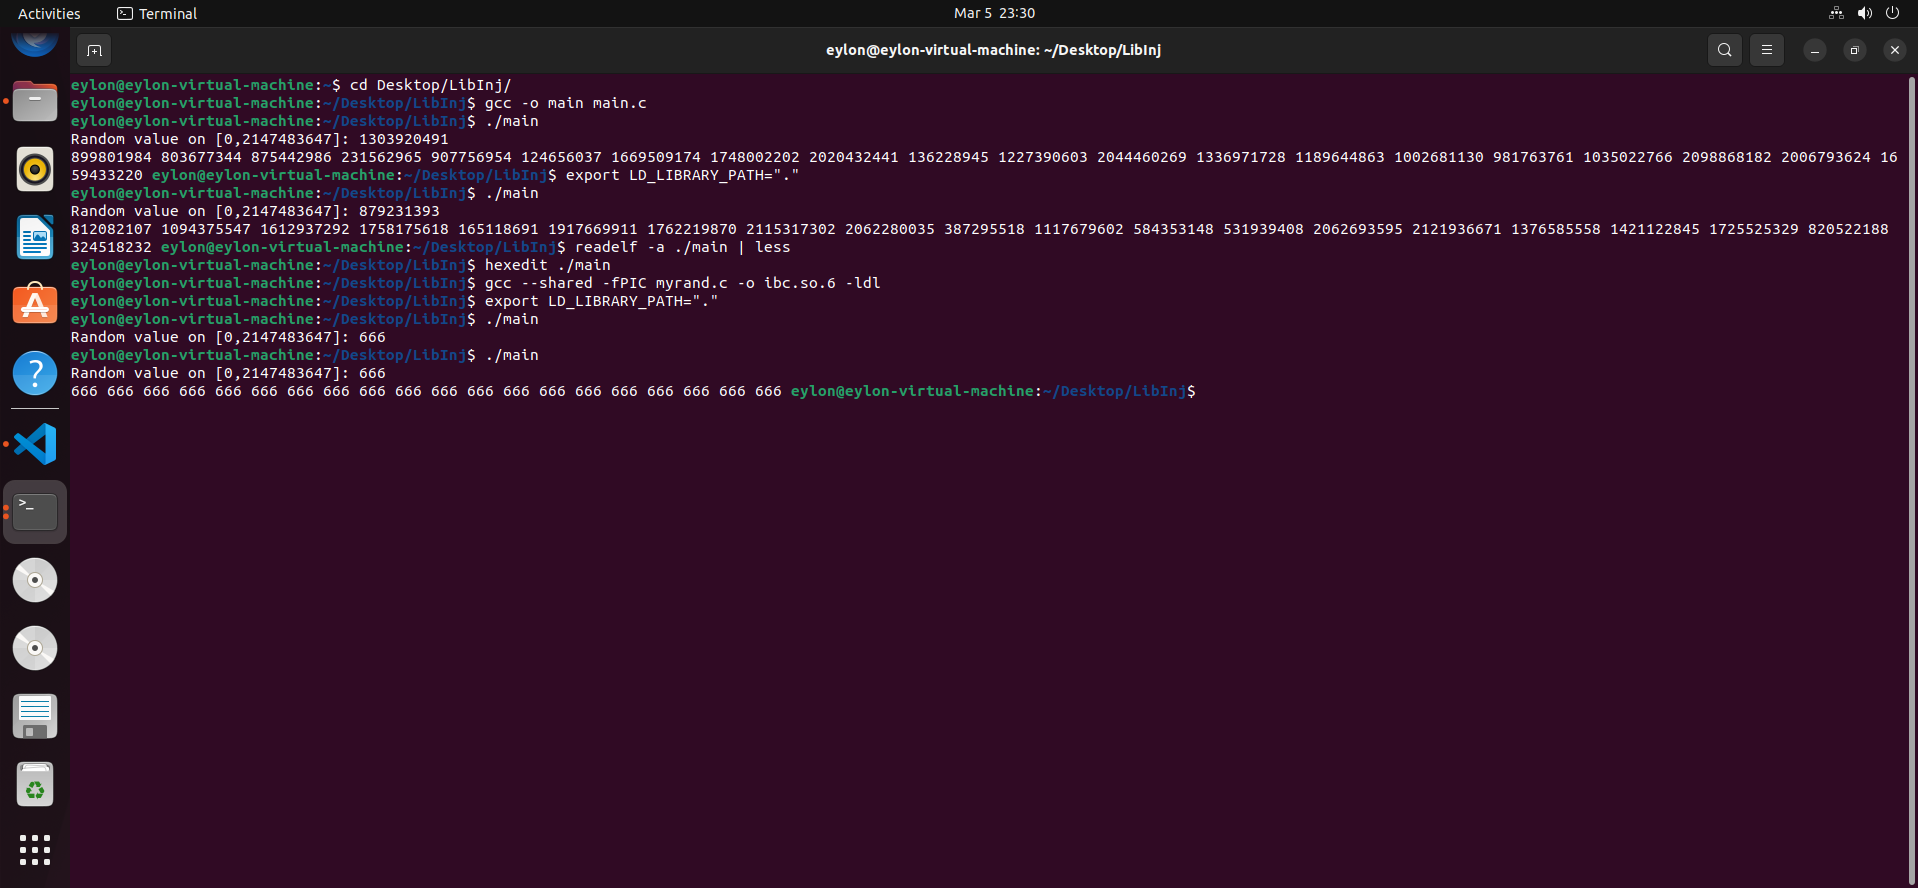 Activities Terminal Mar 5 23:30
eylon@eylon-virtual-machine: ~/Desktop/LibInj
eylon@eylon-virtual-machine:~$ cd Desktop/LibInj/
eylon@eylon-virtual-machine:~/Desktop/LibInj$ gcc -o main main.c
eylon@eylon-virtual-machine:~/Desktop/LibInj$ ./main
Random value on [0,2147483647]: 1303920491
899801984 803677344 875442986 231562965 907756954 124656037 1669509174 1748002202 2020432441 136228945 1227390603 2044460269 1336971728 1189644863 1002681130 981763761 1035022766 2098868182 2006793624 16
59433220 eylon@eylon-virtual-machine:~/Desktop/LibInj$ export LD_LIBRARY_PATH="."
eylon@eylon-virtual-machine:~/Desktop/LibInj$ ./main
Random value on [0,2147483647]: 879231393
812082107 1094375547 1612937292 1758175618 165118691 1917669911 1762219870 2115317302 2062280035 387295518 1117679602 584353148 531939408 2062693595 2121936671 1376585558 1421122845 1725525329 820522188
324518232 eylon@eylon-virtual-machine:~/Desktop/LibInj$ readelf -a ./main | less
eylon@eylon-virtual-machine:~/Desktop/LibInj$ hexedit ./main
eylon@eylon-virtual-machine:~/Desktop/LibInj$ gcc --shared -fPIC myrand.c -o ibc.so.6 -ldl
eylon@eylon-virtual-machine:~/Desktop/LibInj$ export LD_LIBRARY_PATH="."
eylon@eylon-virtual-machine:~/Desktop/LibInj$ ./main
Random value on [0,2147483647]: 666
eylon@eylon-virtual-machine:~/Desktop/LibInj$ ./main
Random value on [0,2147483647]: 666
666 666 666 666 666 666 666 666 666 666 666 666 666 666 666 666 666 666 666 666 eylon@eylon-virtual-machine:~/Desktop/LibInj$